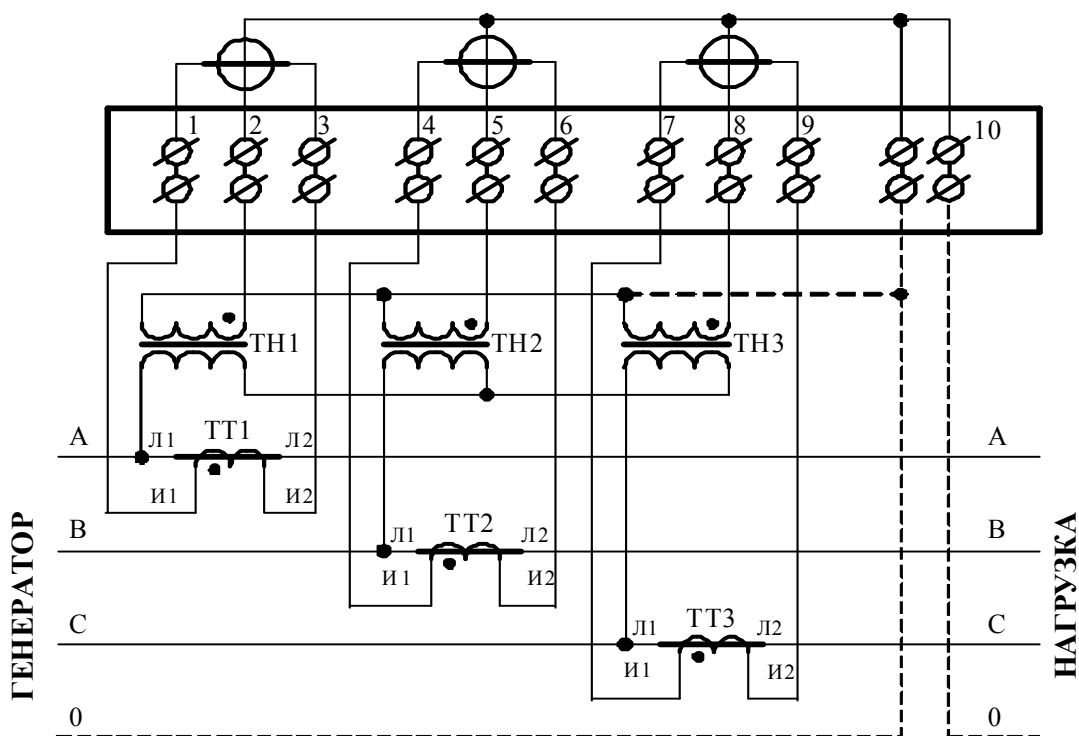 1 2 3 4 5 6 7 8 9 10
ТН1 ТН2 ТН3
А Л1 ТТ1 Л2 А
И1 И2
В Л1 ТТ2 Л2 В
И1 И2
С Л1 ТТ3 Л2 С
И1 И2
0 0
ГЕНЕРАТОР
НАГРУЗКА